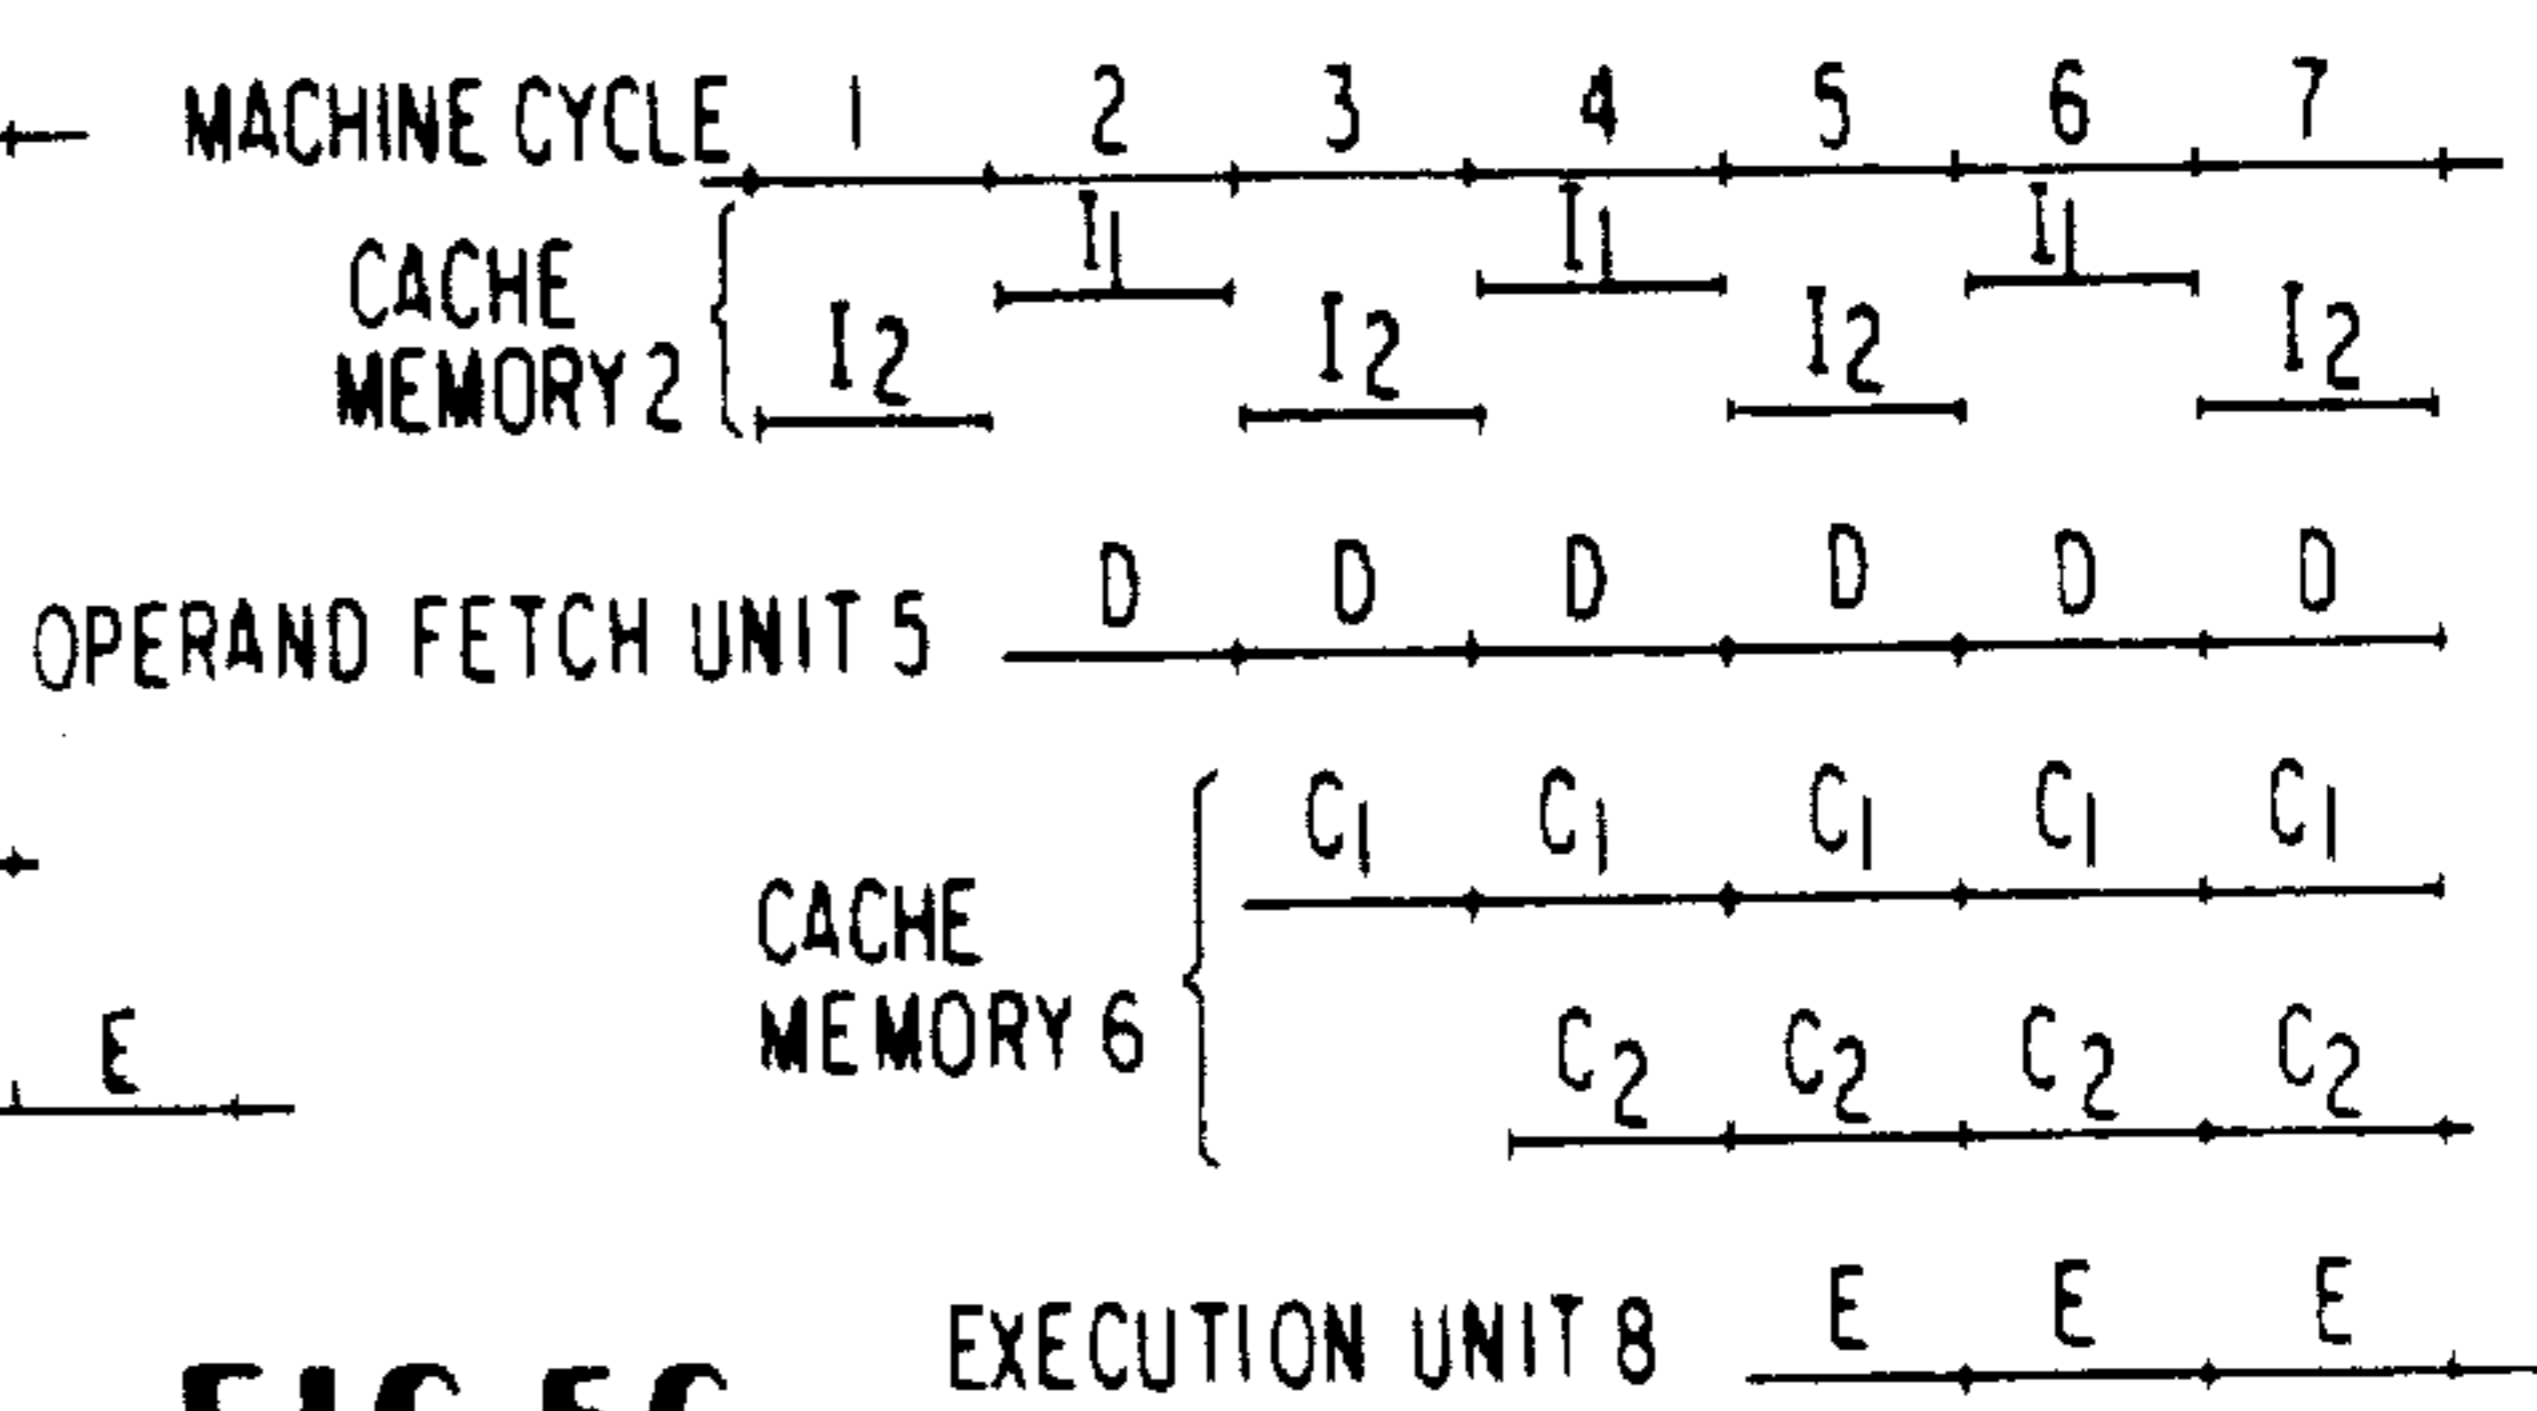 MACHINE CYCLE 1 2 3 4 5 6 7
I1 I1 I1
CACHE MEMORY 2
I2 I2 I2 I2
OPERAND FETCH UNIT 5 D D D D D D
C1 C1 C1 C1 C1
CACHE MEMORY 6
E
C2 C2 C2 C2
EXECUTION UNIT 8 E E E